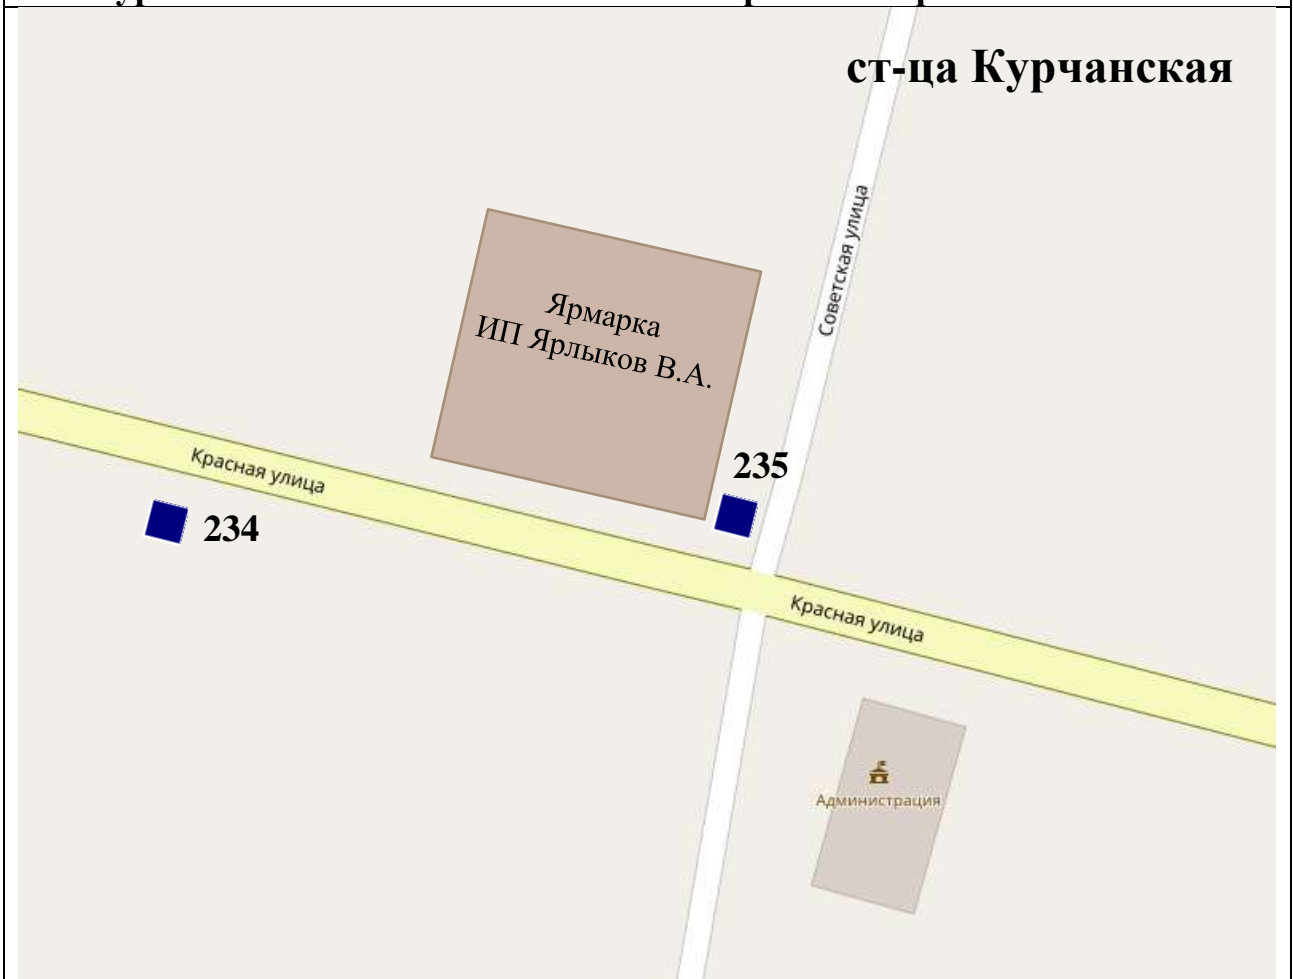 ст-ца Курчанская
Советская улица
Ярмарка
ИП Ярлыков В.А.
Красная улица
235
234
Красная улица
Администрация